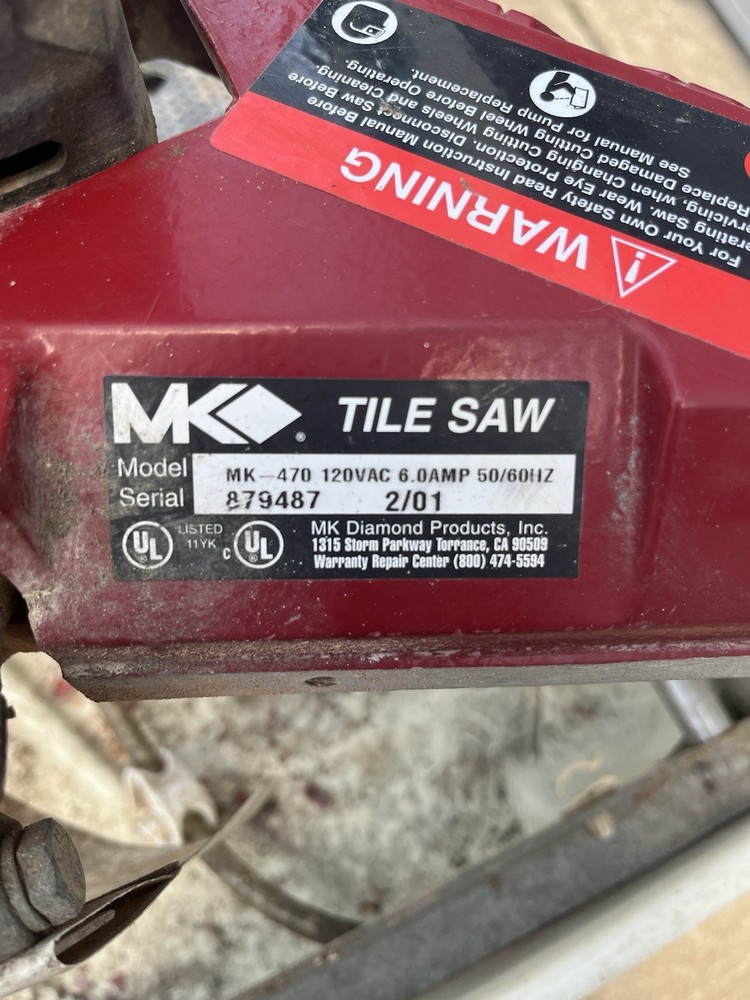 ⚠ WARNING
For Your Own Safety Read Instruction Manual Before
erating Saw. Wear Eye Protection. Disconnect Saw Before
ervicing, when Changing Cutting Wheels and Cleaning.
Replace Damaged Cutting Wheel Before Operating.
See Manual for Pump Replacement.
MK® TILE SAW
Model MK-470 120VAC 6.0AMP 50/60HZ
Serial 879487 2/01
UL LISTED 11YK c UL
MK Diamond Products, Inc.
1315 Storm Parkway Torrance, CA 90509
Warranty Repair Center (800) 474-5594